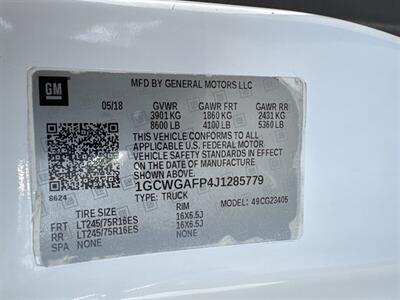 GM
MFD BY GENERAL MOTORS LLC
05/18 GVWR GAWR FRT GAWR RR
3901 KG 1860 KG 2431 KG
8600 LB 4100 LB 5360 LB
THIS VEHICLE CONFORMS TO ALL APPLICABLE
U.S. FEDERAL MOTOR VEHICLE SAFETY
STANDARDS IN EFFECT ON THE DATE OF
MANUFACTURE SHOWN ABOVE.
1GCWGAFP4J1285779
8624 TYPE: TRUCK MODEL: 49CG23405
TIRE SIZE RIM
FRT LT245/75R16ES 16X6.5J
RR LT245/75R16ES 16X6.5J
SPA NONE NONE